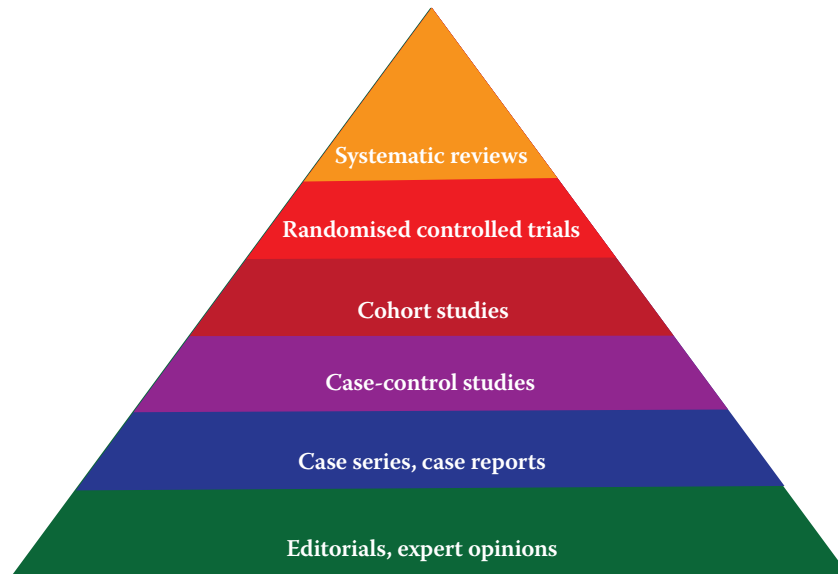 Systematic reviews
Randomised controlled trials
Cohort studies
Case-control studies
Case series, case reports
Editorials, expert opinions